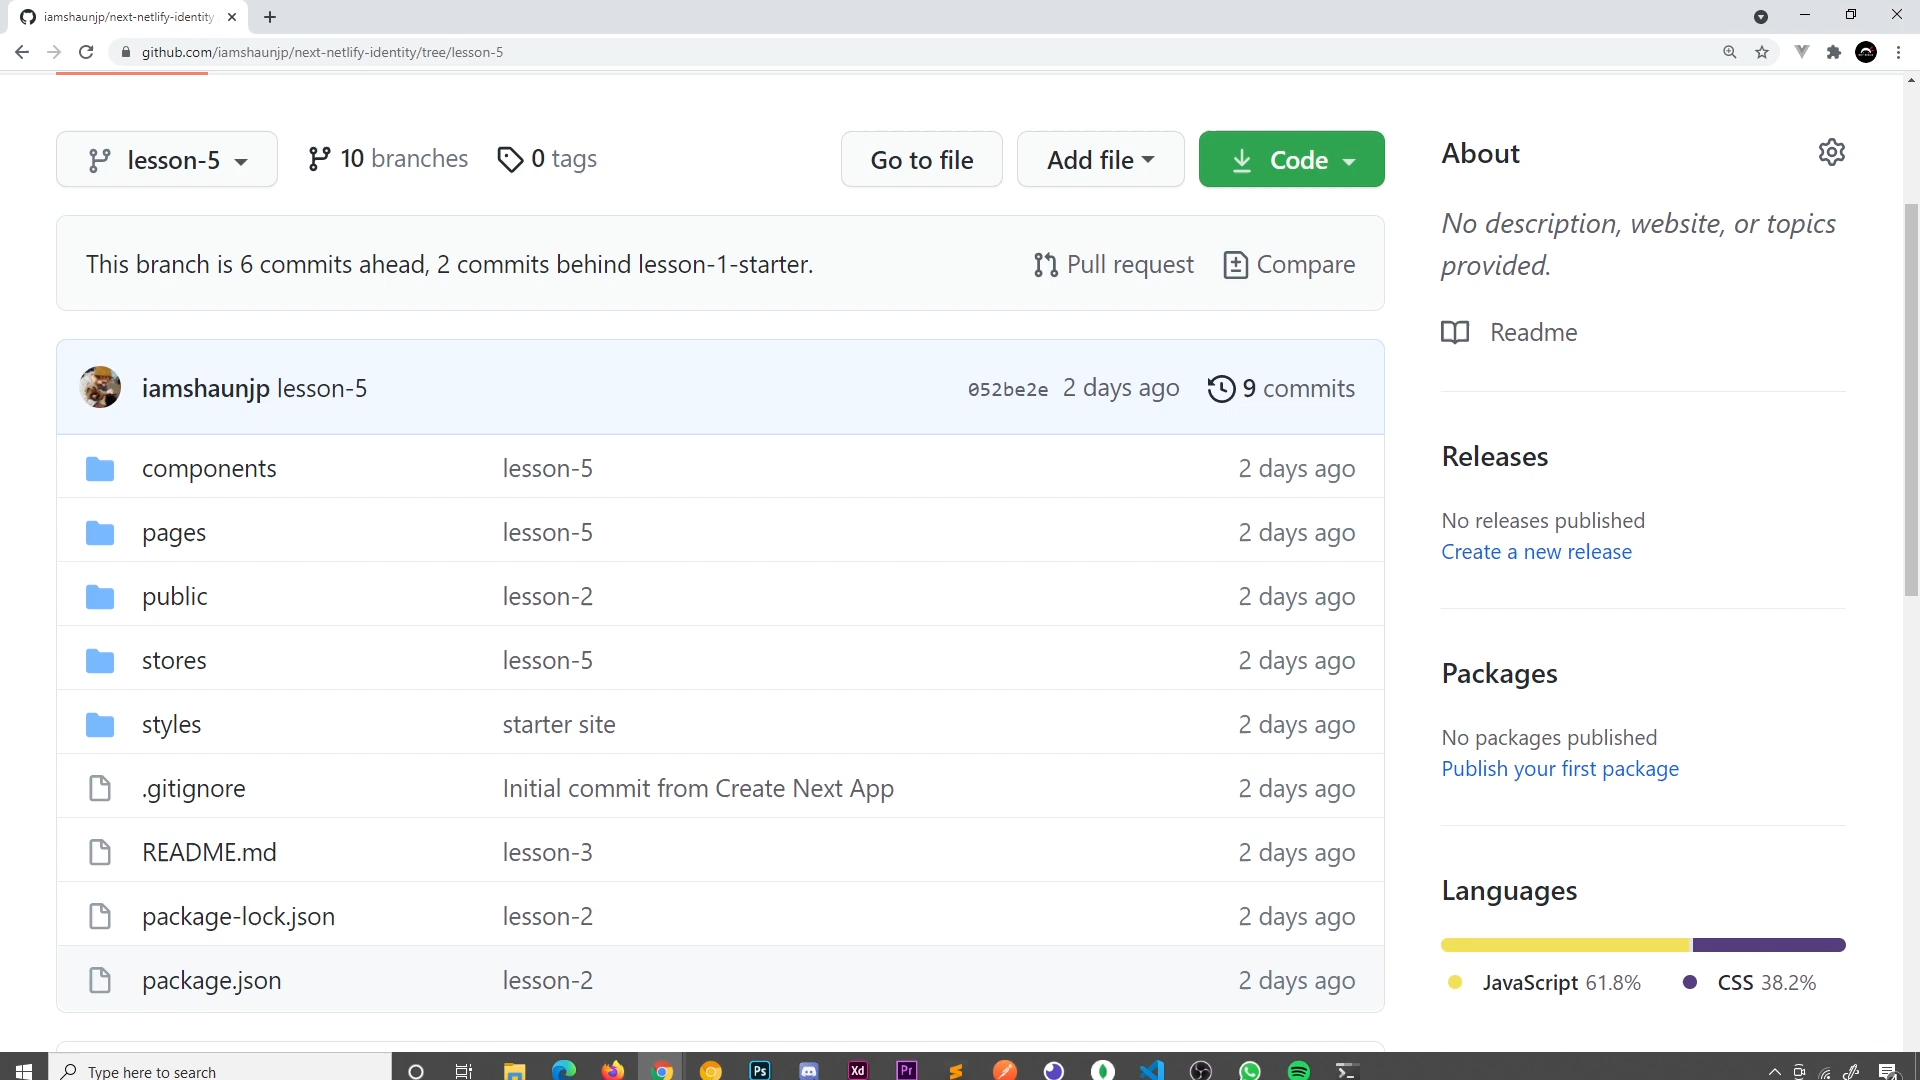 iamshaunjp/next-netlify-identity
github.com/iamshaunjp/next-netlify-identity/tree/lesson-5
lesson-5
10 branches
0 tags
Go to file
Add file
Code
This branch is 6 commits ahead, 2 commits behind lesson-1-starter.
Pull request
Compare
iamshaunjp lesson-5
052be2e 2 days ago
9 commits
components lesson-5 2 days ago
pages lesson-5 2 days ago
public lesson-2 2 days ago
stores lesson-5 2 days ago
styles starter site 2 days ago
.gitignore Initial commit from Create Next App 2 days ago
README.md lesson-3 2 days ago
package-lock.json lesson-2 2 days ago
package.json lesson-2 2 days ago
About
No description, website, or topics
provided.
Readme
Releases
No releases published
Create a new release
Packages
No packages published
Publish your first package
Languages
JavaScript 61.8%
CSS 38.2%
Type here to search
Ps
Xd
Pr